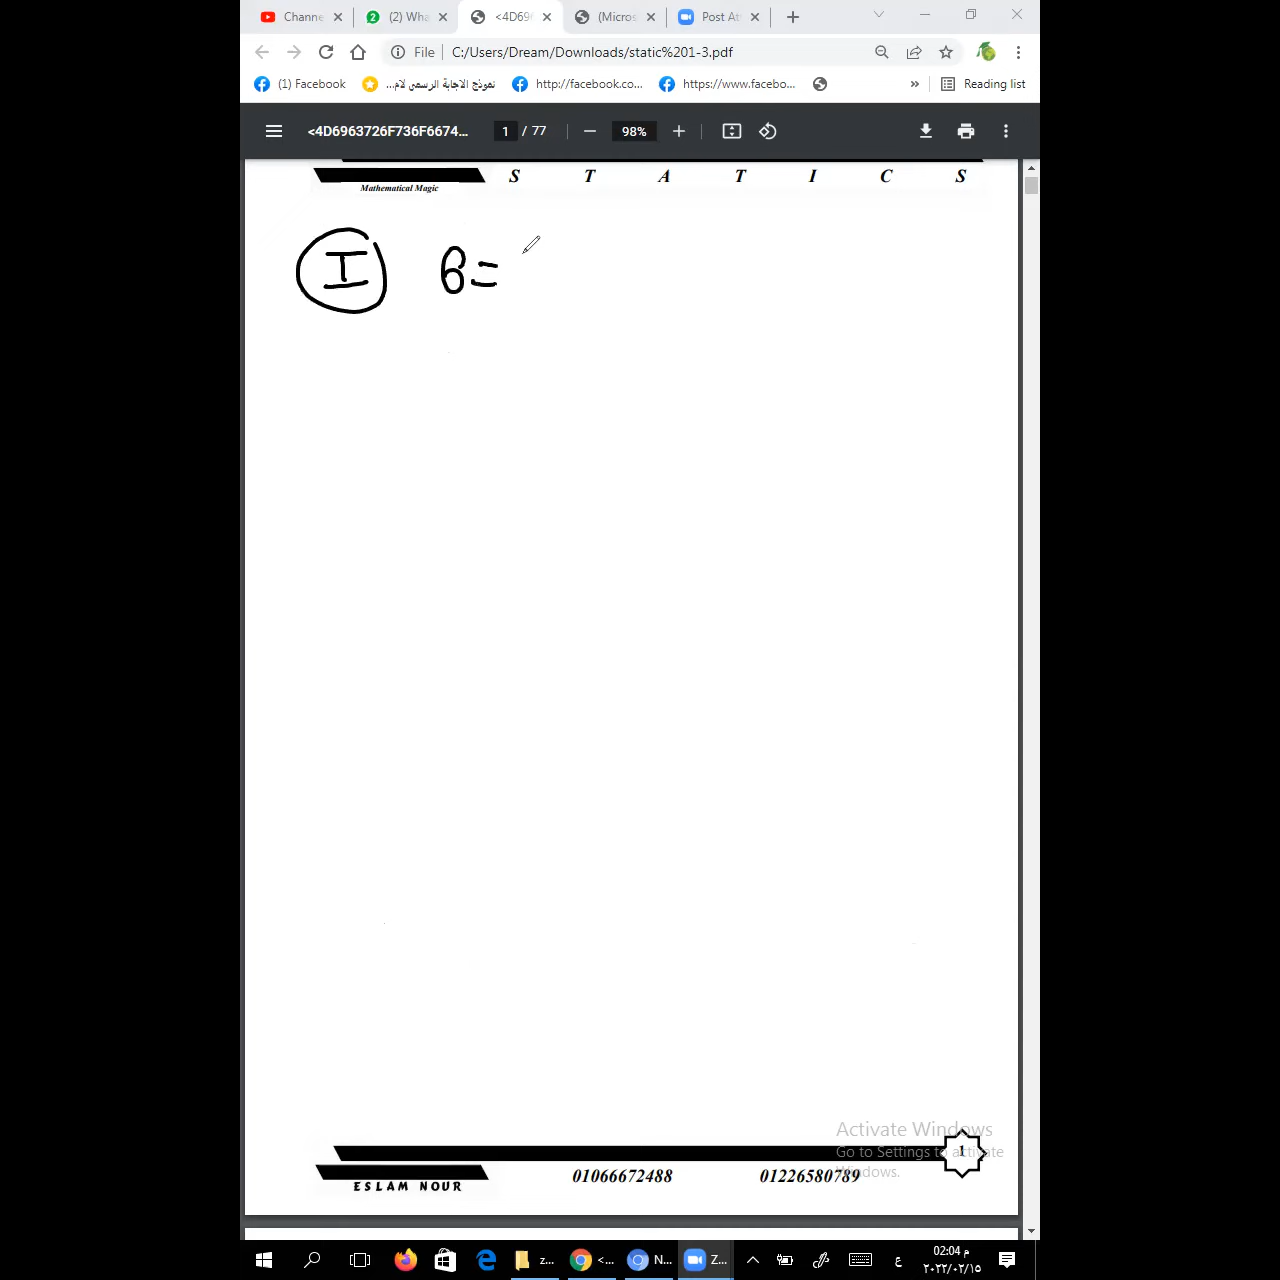 Channe
(2) Wha
<4D696
(Micros
Post At
File
C:/Users/Dream/Downloads/static%201-3.pdf
(1) Facebook
نموذج الاجابة الرسمى لام...
http://facebook.co...
https://www.facebo...
»
Reading list
<4D6963726F736F6674...
1 / 77
98%
S T A T I C S
Mathematical Magic
I 6=
Activate Windows
Go to Settings to activate
Windows.
1
01066672488
01226580789
ESLAM NOUR
z...
<...
N...
Z...
ع
02:04 م
٢٠٢٢/٠٢/١٥